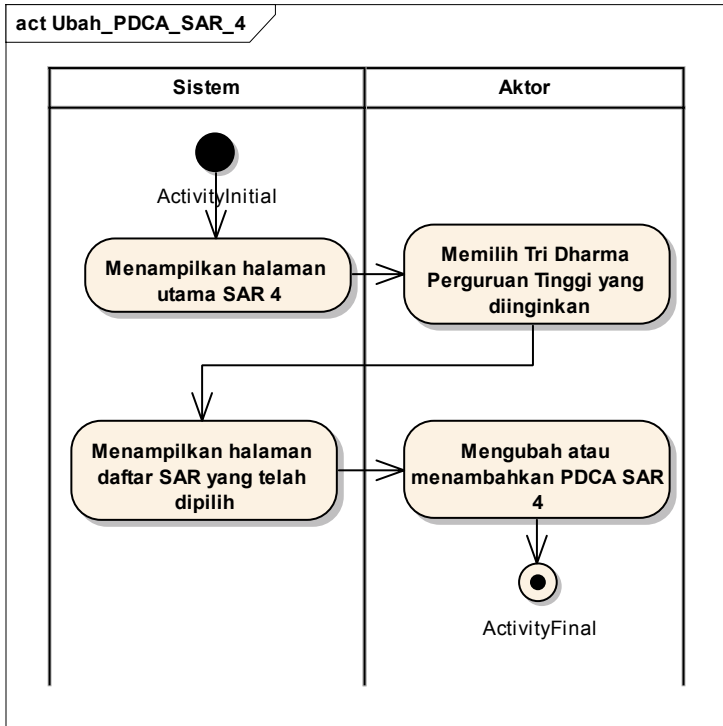 act Ubah_PDCA_SAR_4
Sistem
Aktor
ActivityInitial
Menampilkan halaman
utama SAR 4
Memilih Tri Dharma
Perguruan Tinggi yang
diinginkan
Menampilkan halaman
daftar SAR yang telah
dipilih
Mengubah atau
menambahkan PDCA SAR
4
ActivityFinal